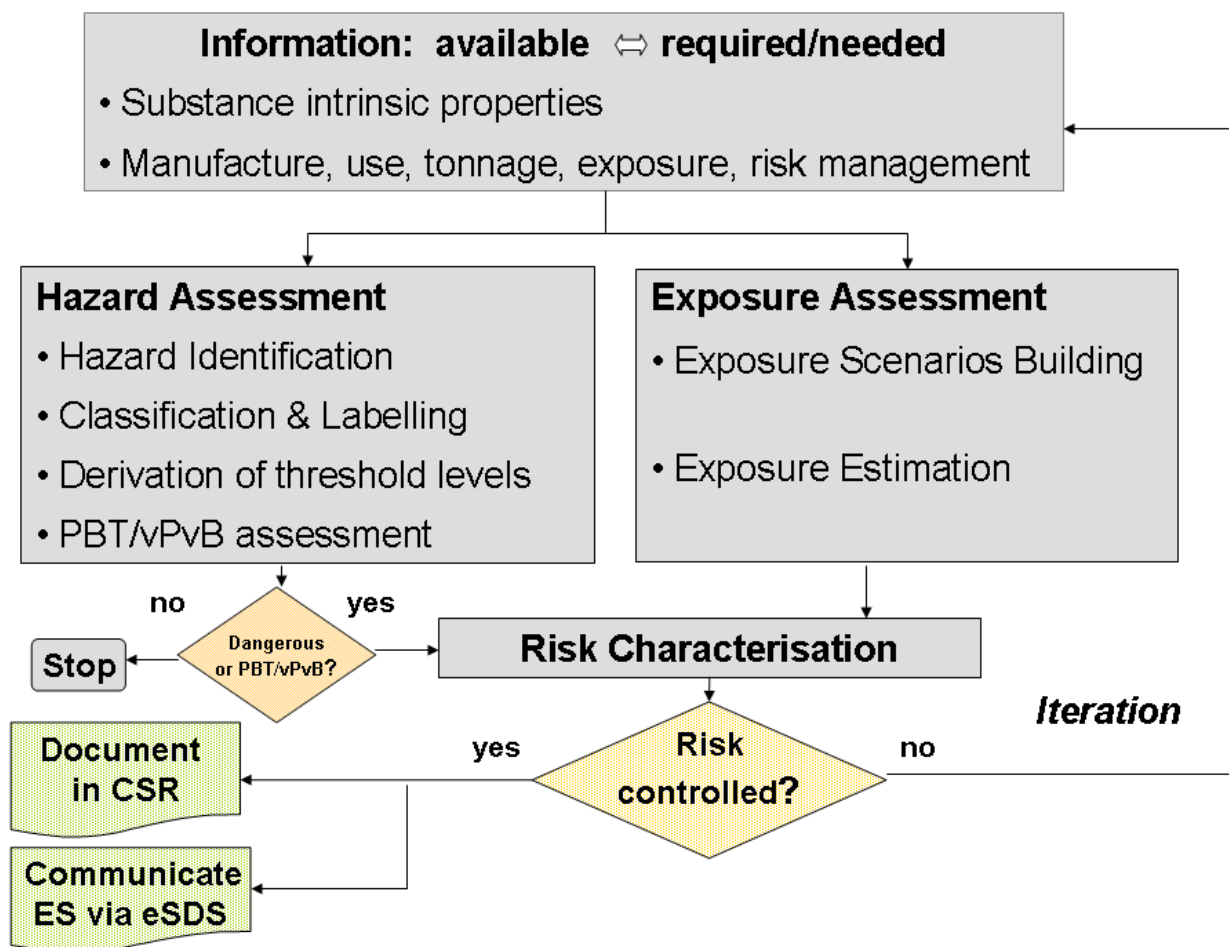 Information: available ⇔ required/needed
• Substance intrinsic properties
• Manufacture, use, tonnage, exposure, risk management
Hazard Assessment
• Hazard Identification
• Classification & Labelling
• Derivation of threshold levels
• PBT/vPvB assessment
Exposure Assessment
• Exposure Scenarios Building
• Exposure Estimation
no
yes
Dangerous
or PBT/vPvB?
Stop
Risk Characterisation
Iteration
Risk
controlled?
yes
no
Document
in CSR
Communicate
ES via eSDS